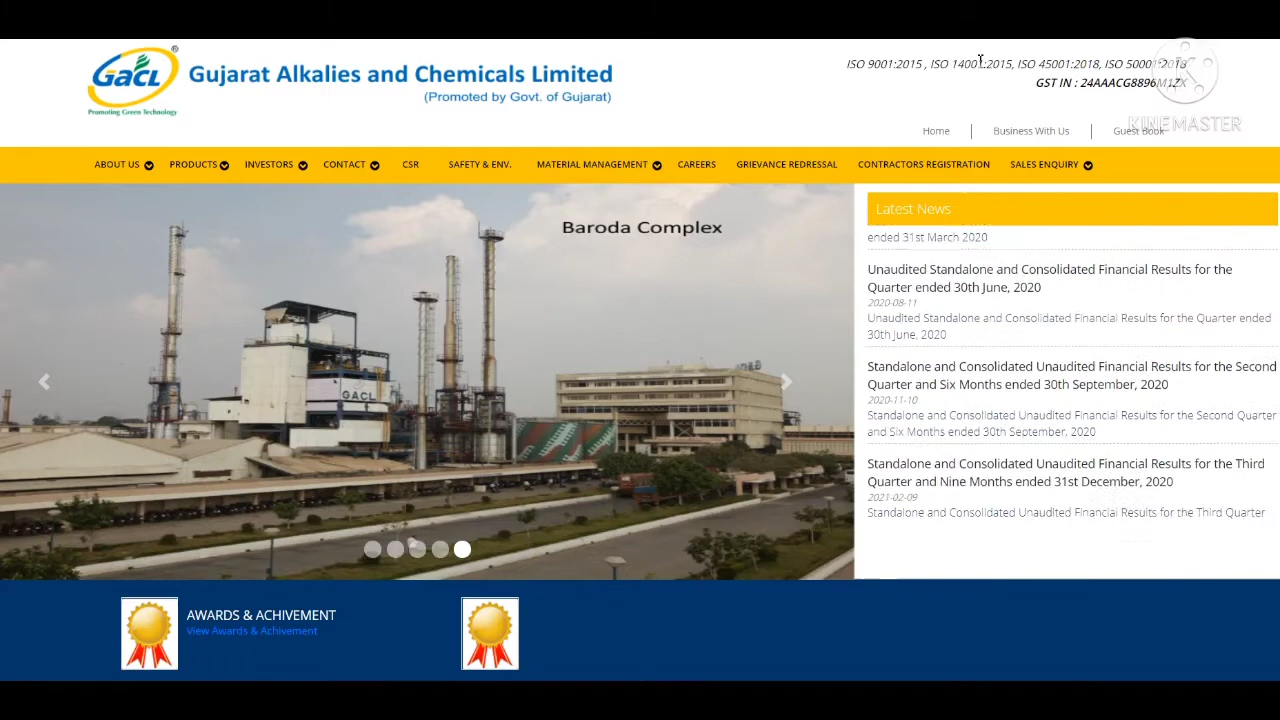 GACL
®
Promoting Green Technology
Gujarat Alkalies and Chemicals Limited
(Promoted by Govt. of Gujarat)
ISO 9001:2015 , ISO 14001:2015, ISO 45001:2018, ISO 50001:2018
GST IN : 24AAACG8896M1ZX
KINEMASTER
Home
Business With Us
Guest Book
ABOUT US PRODUCTS INVESTORS CONTACT CSR SAFETY & ENV. MATERIAL MANAGEMENT CAREERS GRIEVANCE REDRESSAL CONTRACTORS REGISTRATION SALES ENQUIRY
Baroda Complex
GACL
Latest News
ended 31st March 2020
Unaudited Standalone and Consolidated Financial Results for the
Quarter ended 30th June, 2020
2020-08-11
Unaudited Standalone and Consolidated Financial Results for the Quarter ended
30th June, 2020
Standalone and Consolidated Unaudited Financial Results for the Second
Quarter and Six Months ended 30th September, 2020
2020-11-10
Standalone and Consolidated Unaudited Financial Results for the Second Quarter
and Six Months ended 30th September, 2020
Standalone and Consolidated Unaudited Financial Results for the Third
Quarter and Nine Months ended 31st December, 2020
2021-02-09
Standalone and Consolidated Unaudited Financial Results for the Third Quarter
AWARDS & ACHIVEMENT
View Awards & Achivement